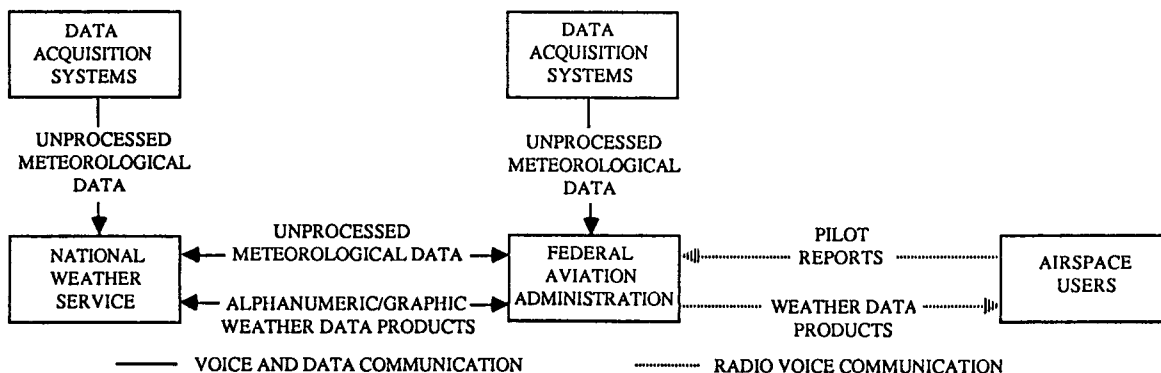 DATA
ACQUISITION
SYSTEMS
DATA
ACQUISITION
SYSTEMS
UNPROCESSED
METEOROLOGICAL
DATA
UNPROCESSED
METEOROLOGICAL
DATA
NATIONAL
WEATHER
SERVICE
UNPROCESSED
METEOROLOGICAL DATA
ALPHANUMERIC/GRAPHIC
WEATHER DATA PRODUCTS
FEDERAL
AVIATION
ADMINISTRATION
PILOT
REPORTS
WEATHER DATA
PRODUCTS
AIRSPACE
USERS
VOICE AND DATA COMMUNICATION
RADIO VOICE COMMUNICATION